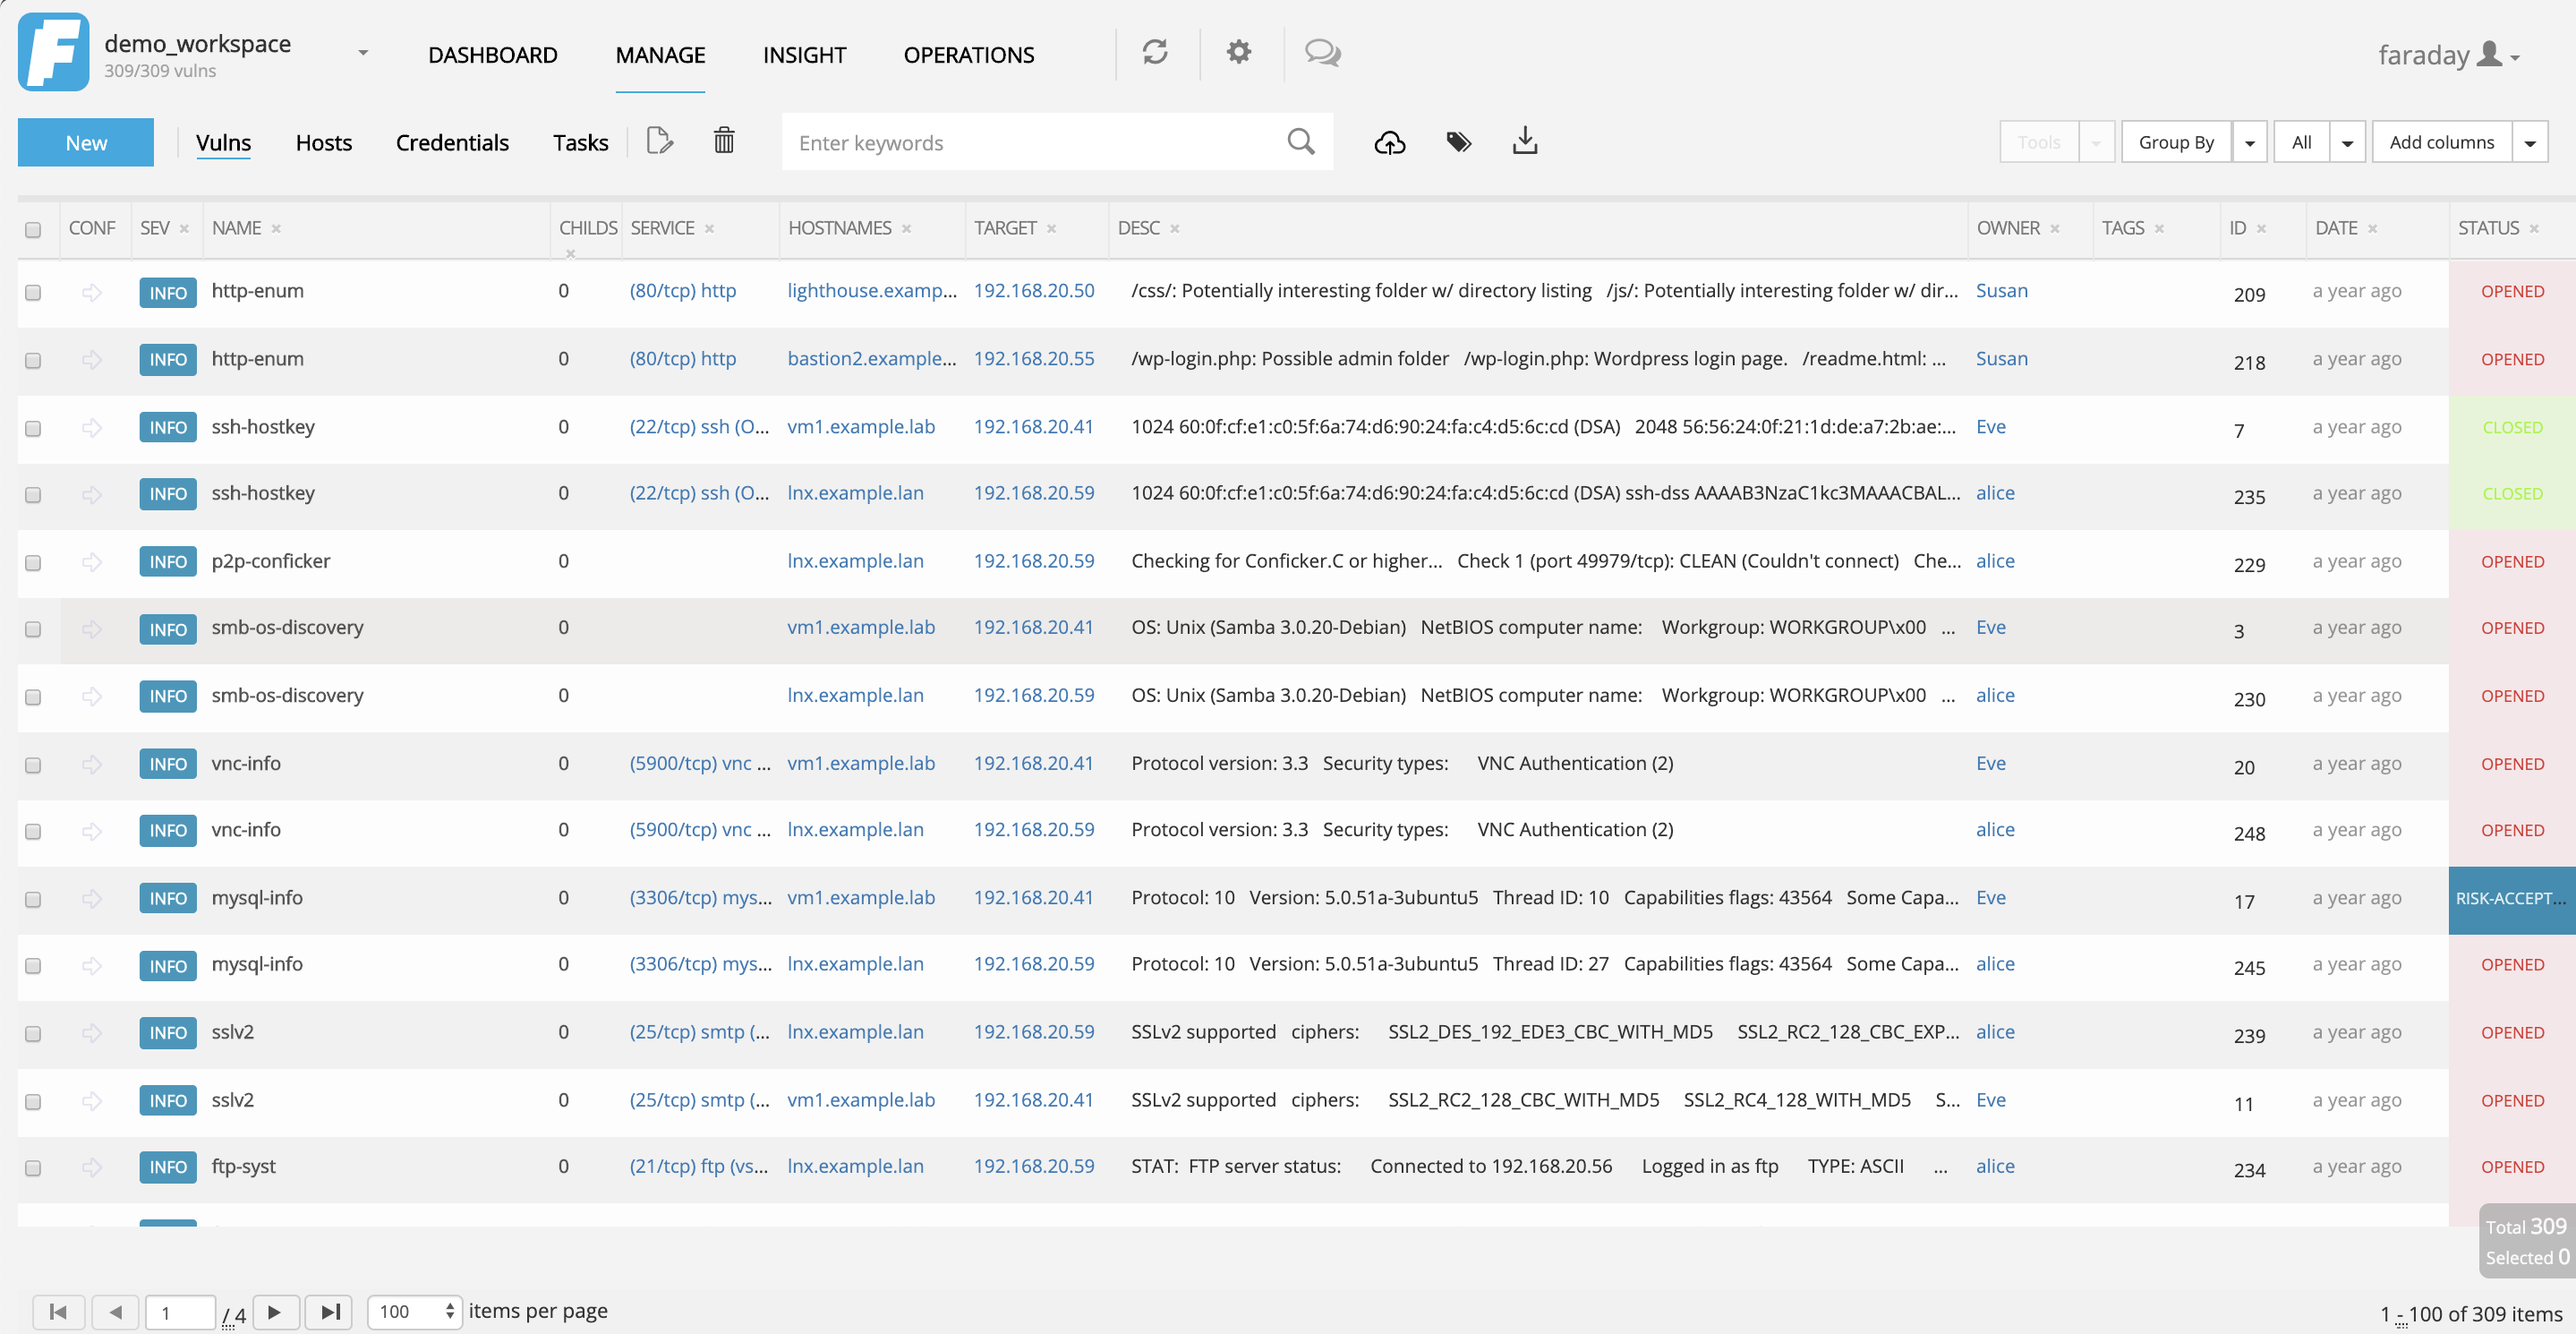 demo_workspace DASHBOARD MANAGE INSIGHT OPERATIONS faraday
309/309 vulns
New Vulns Hosts Credentials Tasks Enter keywords Tools Group By All Add columns
CONF SEV × NAME × CHILDS × SERVICE × HOSTNAMES × TARGET × DESC × OWNER × TAGS × ID × DATE × STATUS ×
INFO http-enum 0 (80/tcp) http lighthouse.examp... 192.168.20.50 /css/: Potentially interesting folder w/ directory listing /js/: Potentially interesting folder w/ dir... Susan 209 a year ago OPENED
INFO http-enum 0 (80/tcp) http bastion2.example... 192.168.20.55 /wp-login.php: Possible admin folder /wp-login.php: Wordpress login page. /readme.html: ... Susan 218 a year ago OPENED
INFO ssh-hostkey 0 (22/tcp) ssh (O... vm1.example.lab 192.168.20.41 1024 60:0f:cf:e1:c0:5f:6a:74:d6:90:24:fa:c4:d5:6c:cd (DSA) 2048 56:56:24:0f:21:1d:de:a7:2b:ae:... Eve 7 a year ago CLOSED
INFO ssh-hostkey 0 (22/tcp) ssh (O... lnx.example.lan 192.168.20.59 1024 60:0f:cf:e1:c0:5f:6a:74:d6:90:24:fa:c4:d5:6c:cd (DSA) ssh-dss AAAAB3NzaC1kc3MAAACBAL... alice 235 a year ago CLOSED
INFO p2p-conficker 0 lnx.example.lan 192.168.20.59 Checking for Conficker.C or higher... Check 1 (port 49979/tcp): CLEAN (Couldn't connect) Che... alice 229 a year ago OPENED
INFO smb-os-discovery 0 vm1.example.lab 192.168.20.41 OS: Unix (Samba 3.0.20-Debian) NetBIOS computer name: Workgroup: WORKGROUP\x00 ... Eve 3 a year ago OPENED
INFO smb-os-discovery 0 lnx.example.lan 192.168.20.59 OS: Unix (Samba 3.0.20-Debian) NetBIOS computer name: Workgroup: WORKGROUP\x00 ... alice 230 a year ago OPENED
INFO vnc-info 0 (5900/tcp) vnc ... vm1.example.lab 192.168.20.41 Protocol version: 3.3 Security types: VNC Authentication (2) Eve 20 a year ago OPENED
INFO vnc-info 0 (5900/tcp) vnc ... lnx.example.lan 192.168.20.59 Protocol version: 3.3 Security types: VNC Authentication (2) alice 248 a year ago OPENED
INFO mysql-info 0 (3306/tcp) mys... vm1.example.lab 192.168.20.41 Protocol: 10 Version: 5.0.51a-3ubuntu5 Thread ID: 10 Capabilities flags: 43564 Some Capa... Eve 17 a year ago RISK-ACCEPT...
INFO mysql-info 0 (3306/tcp) mys... lnx.example.lan 192.168.20.59 Protocol: 10 Version: 5.0.51a-3ubuntu5 Thread ID: 27 Capabilities flags: 43564 Some Capa... alice 245 a year ago OPENED
INFO sslv2 0 (25/tcp) smtp (... lnx.example.lan 192.168.20.59 SSLv2 supported ciphers: SSL2_DES_192_EDE3_CBC_WITH_MD5 SSL2_RC2_128_CBC_EXP... alice 239 a year ago OPENED
INFO sslv2 0 (25/tcp) smtp (... vm1.example.lab 192.168.20.41 SSLv2 supported ciphers: SSL2_RC2_128_CBC_WITH_MD5 SSL2_RC4_128_WITH_MD5 S... Eve 11 a year ago OPENED
INFO ftp-syst 0 (21/tcp) ftp (vs... lnx.example.lan 192.168.20.59 STAT: FTP server status: Connected to 192.168.20.56 Logged in as ftp TYPE: ASCII ... alice 234 a year ago OPENED
Total 309
Selected 0
1 / 4 100 items per page 1 - 100 of 309 items